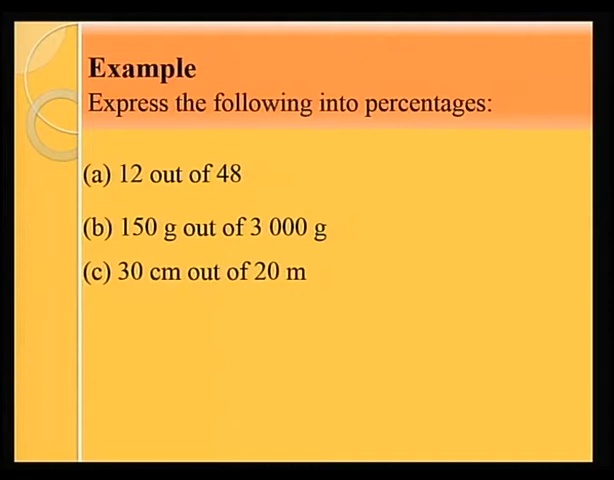 Example
Express the following into percentages:
(a) 12 out of 48
(b) 150 g out of 3 000 g
(c) 30 cm out of 20 m